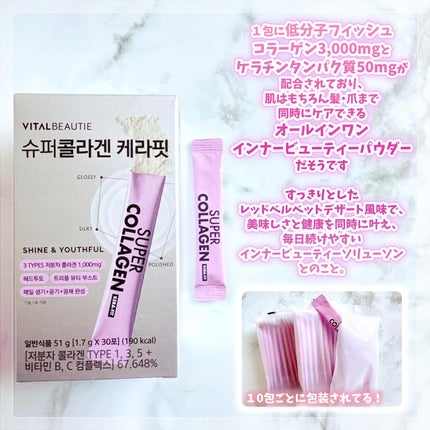 VITALBEAUTIE
슈퍼콜라겐 케라핏
GLOSSY
SILKY
POLISHED
SHINE & YOUTHFUL
3 TYPES 저분자 콜라겐 1,000mg
헤드투토
트리플 뷰티 부스트
매일 생기+윤기+광채 완성
일반식품 51 g [1.7 g X 30포] (190 kcal)
[저분자 콜라겐 TYPE 1, 3, 5 +
비타민 B, C 컴플렉스] 67.648%
SUPER
COLLAGEN
KERA-FIT
SUPER
COLLAGEN
KERA-FIT
1包に低分子フィッシュ
コラーゲン3,000mgと
ケラチンタンパク質50mgが
配合されており、
肌はもちろん髪・爪まで
同時にケアできる
オールインワン
インナービューティーパウダー
だそうです
すっきりとした
レッドベルベットデザート風味で、
美味しさと健康を同時に叶え、
毎日続けやすい
インナービューティーソリューソン
とのこと。
10包ごとに包装されてる！